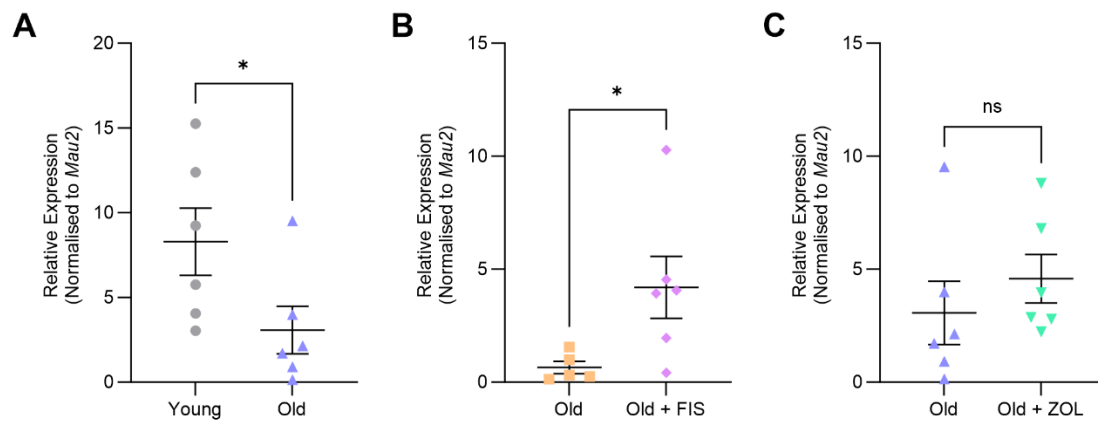 A
Relative Expression
(Normalised to Mau2)
20
15
10
5
0
*
Young
Old
B
Relative Expression
(Normalised to Mau2)
15
10
5
0
*
Old
Old + FIS
C
Relative Expression
(Normalised to Mau2)
15
10
5
0
ns
Old
Old + ZOL